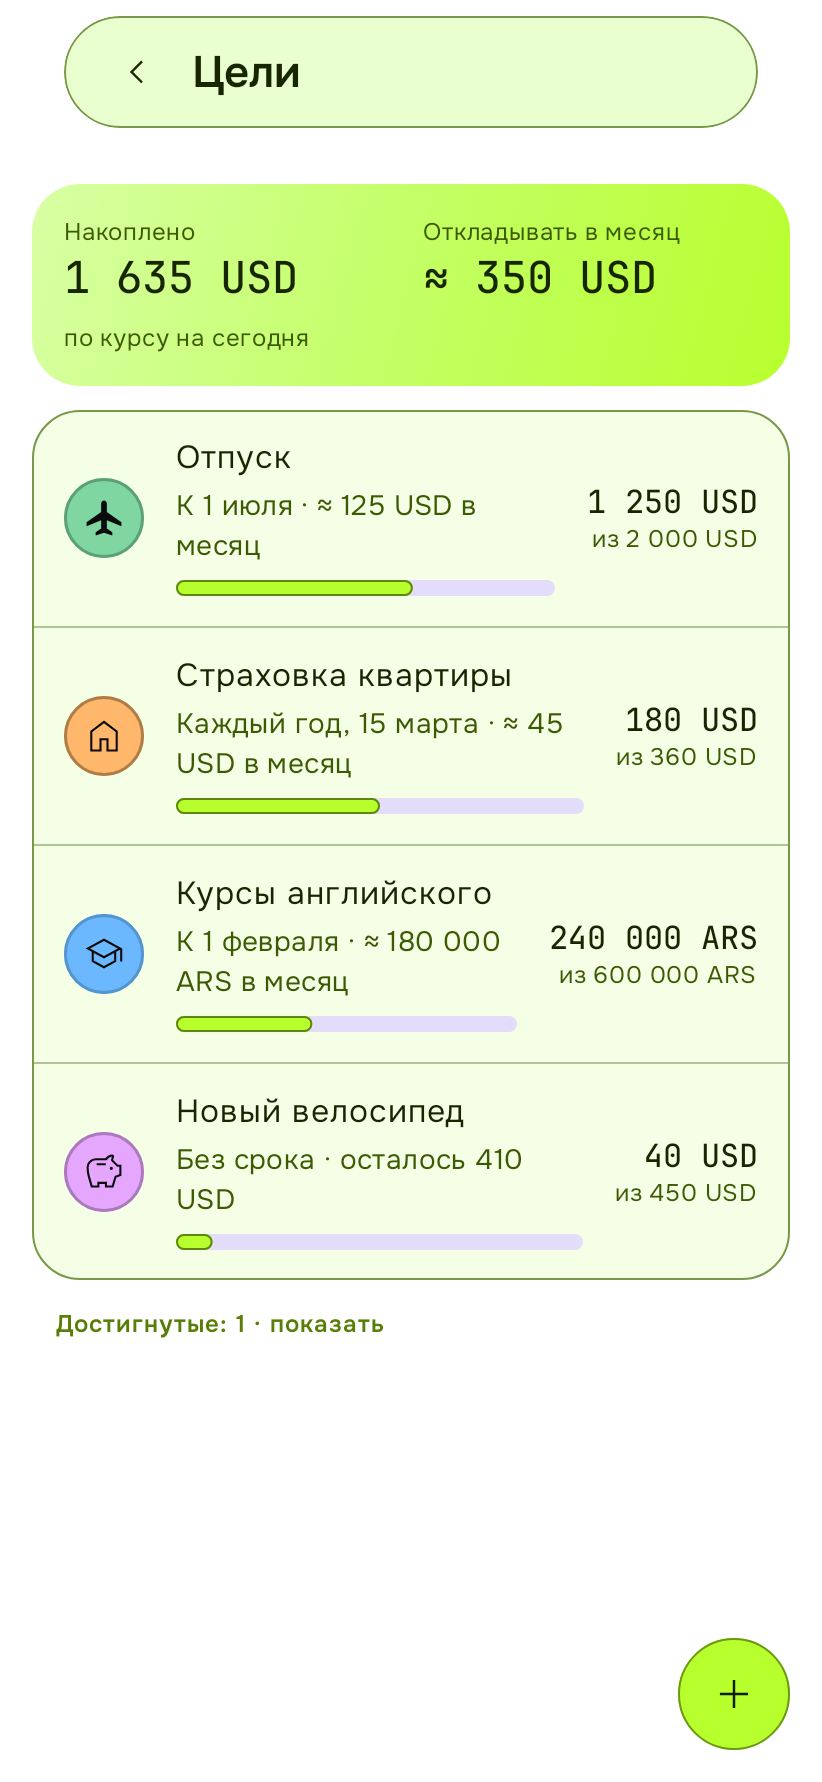 Цели
Накоплено
1 635 USD
по курсу на сегодня
Откладывать в месяц
≈ 350 USD
Отпуск
К 1 июля · ≈ 125 USD в
месяц
1 250 USD
из 2 000 USD
Страховка квартиры
Каждый год, 15 марта · ≈ 45
USD в месяц
180 USD
из 360 USD
Курсы английского
К 1 февраля · ≈ 180 000
ARS в месяц
240 000 ARS
из 600 000 ARS
Новый велосипед
Без срока · осталось 410
USD
40 USD
из 450 USD
Достигнутые: 1 · показать